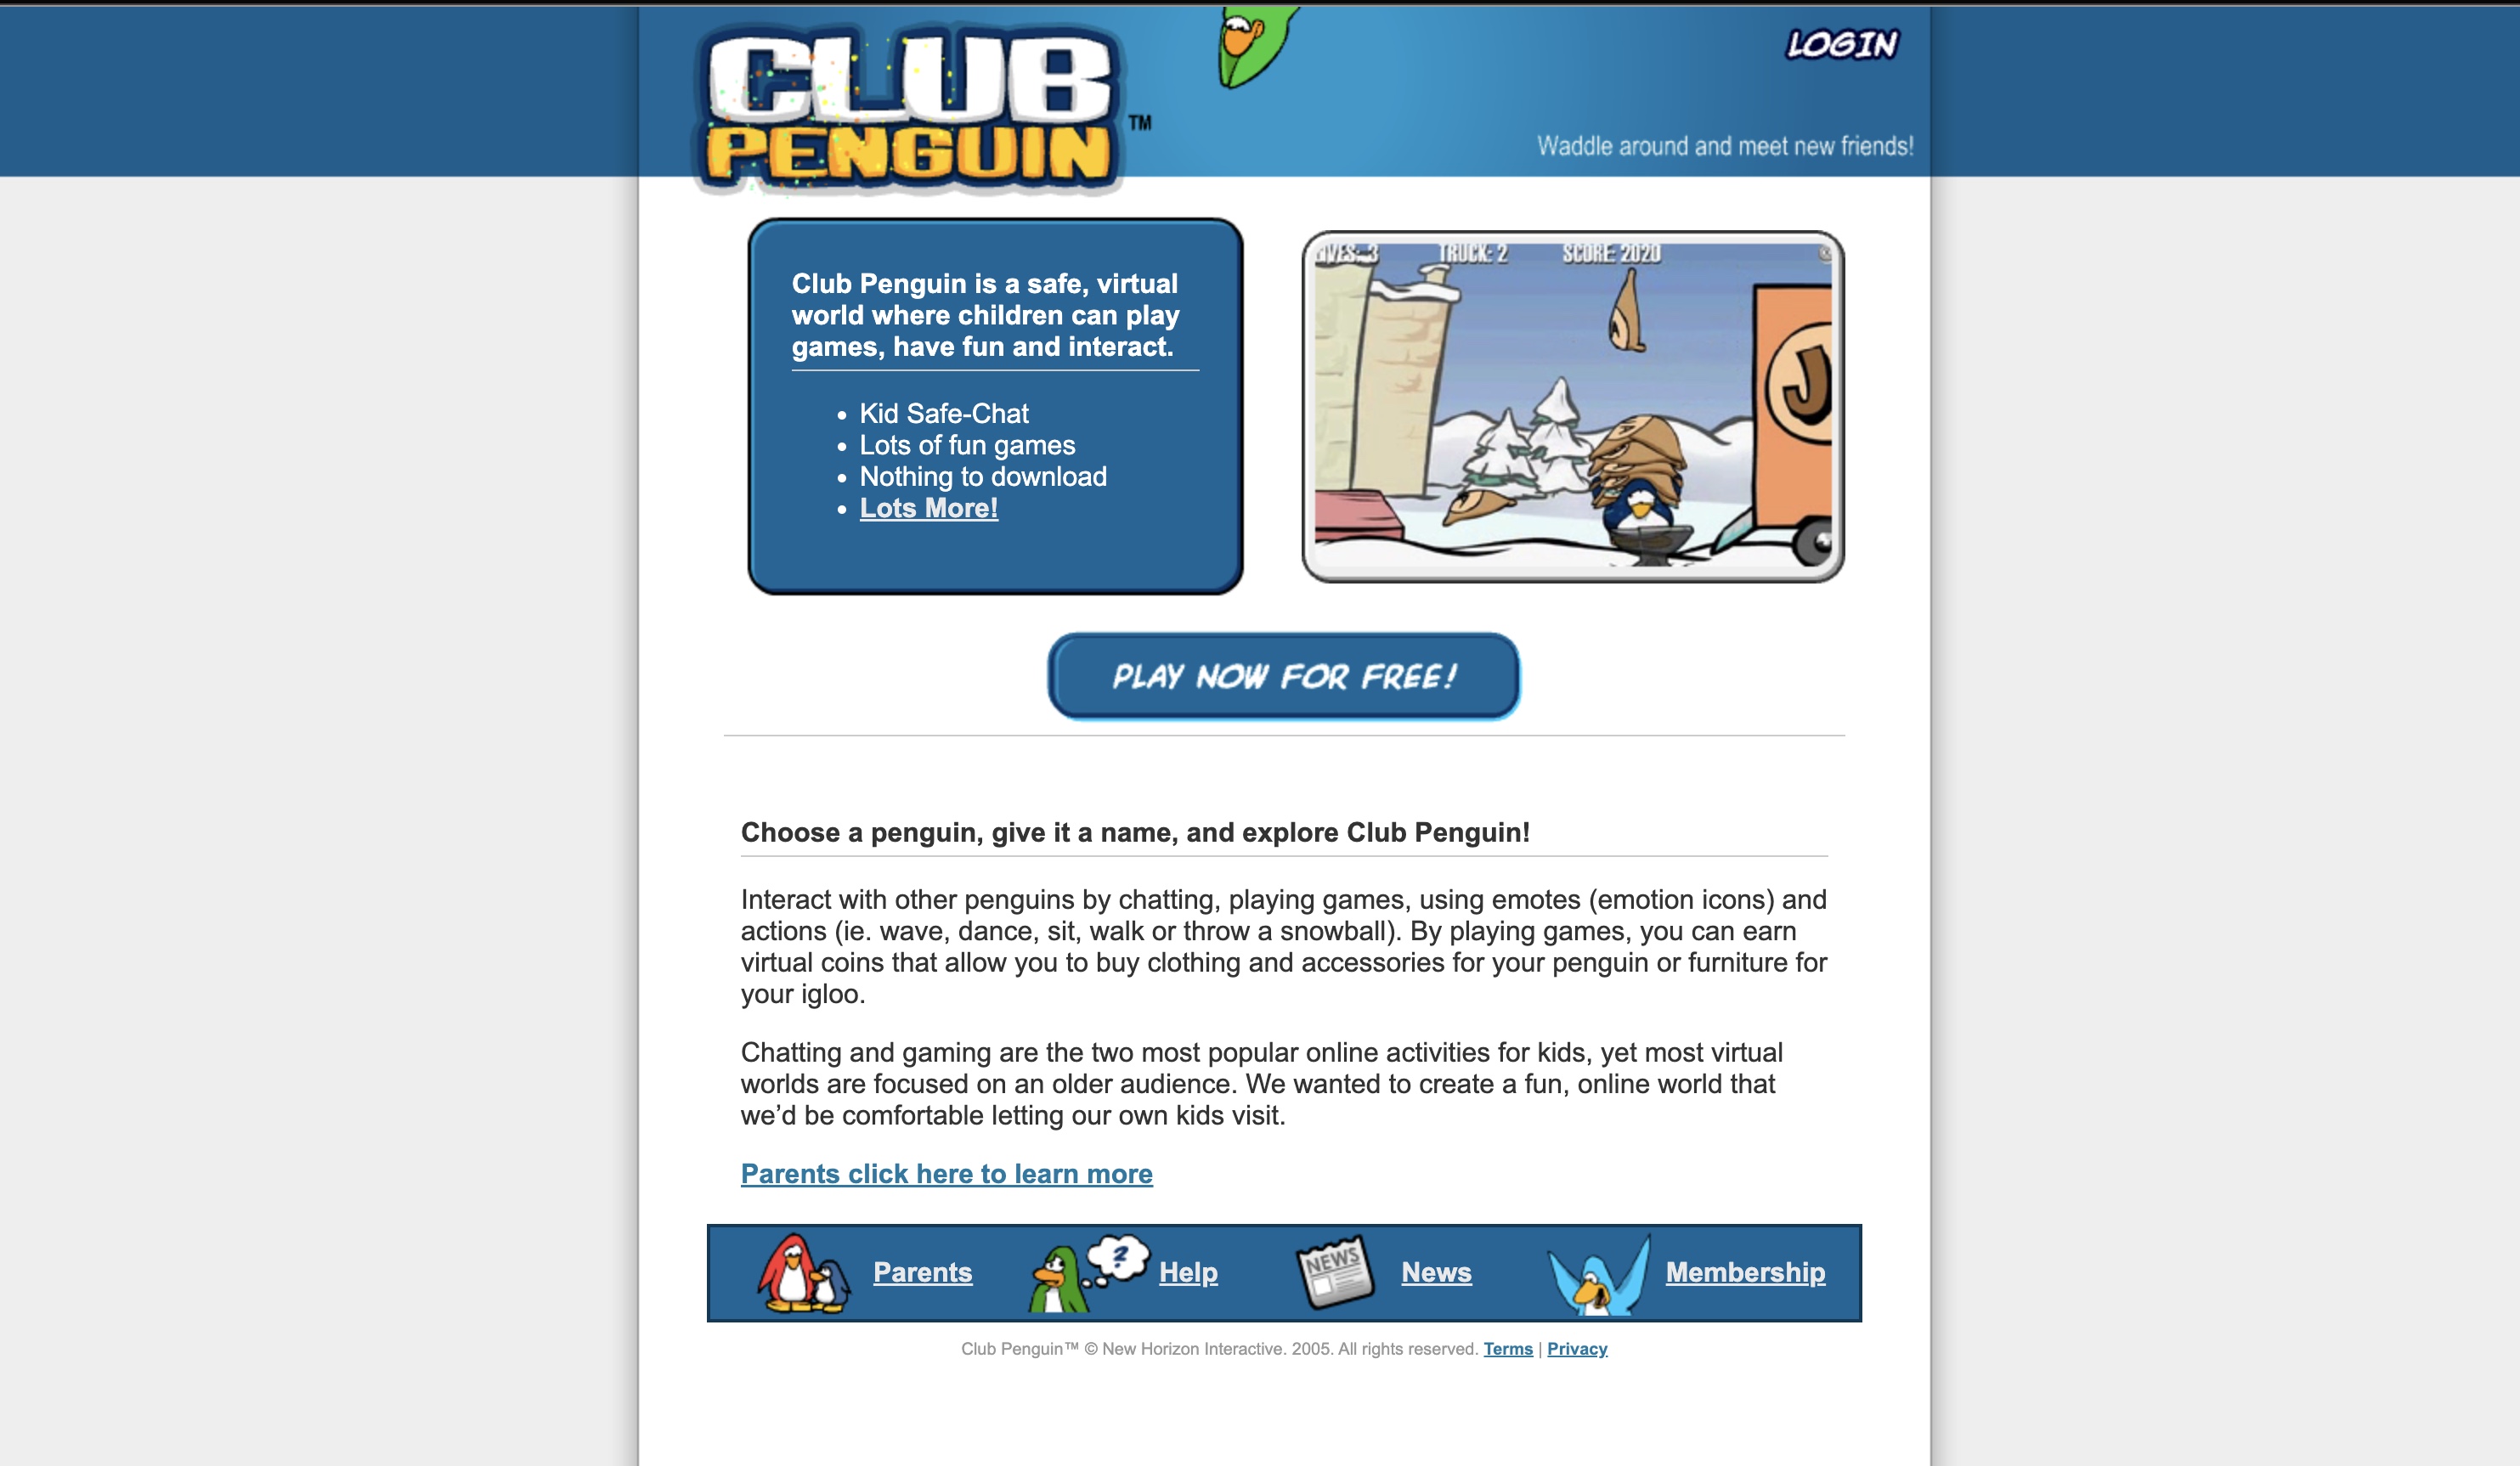 CLUB
PENGUIN
TM
LOGIN
Waddle around and meet new friends!
Club Penguin is a safe, virtual
world where children can play
games, have fun and interact.
• Kid Safe-Chat
• Lots of fun games
• Nothing to download
• Lots More!
TRUCK: 2
SCORE: 2020
J
PLAY NOW FOR FREE!
Choose a penguin, give it a name, and explore Club Penguin!
Interact with other penguins by chatting, playing games, using emotes (emotion icons) and
actions (ie. wave, dance, sit, walk or throw a snowball). By playing games, you can earn
virtual coins that allow you to buy clothing and accessories for your penguin or furniture for
your igloo.
Chatting and gaming are the two most popular online activities for kids, yet most virtual
worlds are focused on an older audience. We wanted to create a fun, online world that
we’d be comfortable letting our own kids visit.
Parents click here to learn more
Parents
?
Help
NEWS
News
Membership
Club Penguin™ © New Horizon Interactive. 2005. All rights reserved. Terms | Privacy